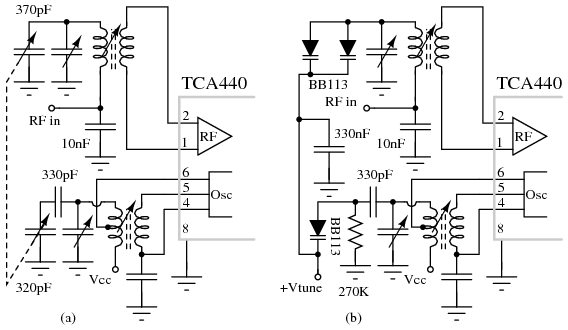 370pF
TCA440
RF in
2
RF
10nF
1
330pF
6
5
Osc
4
8
320pF
Vcc
(a)
BB113
TCA440
RF in
2
330nF
RF
10nF
1
330pF
6
5
Osc
4
BB113
8
+Vtune
270K
Vcc
(b)